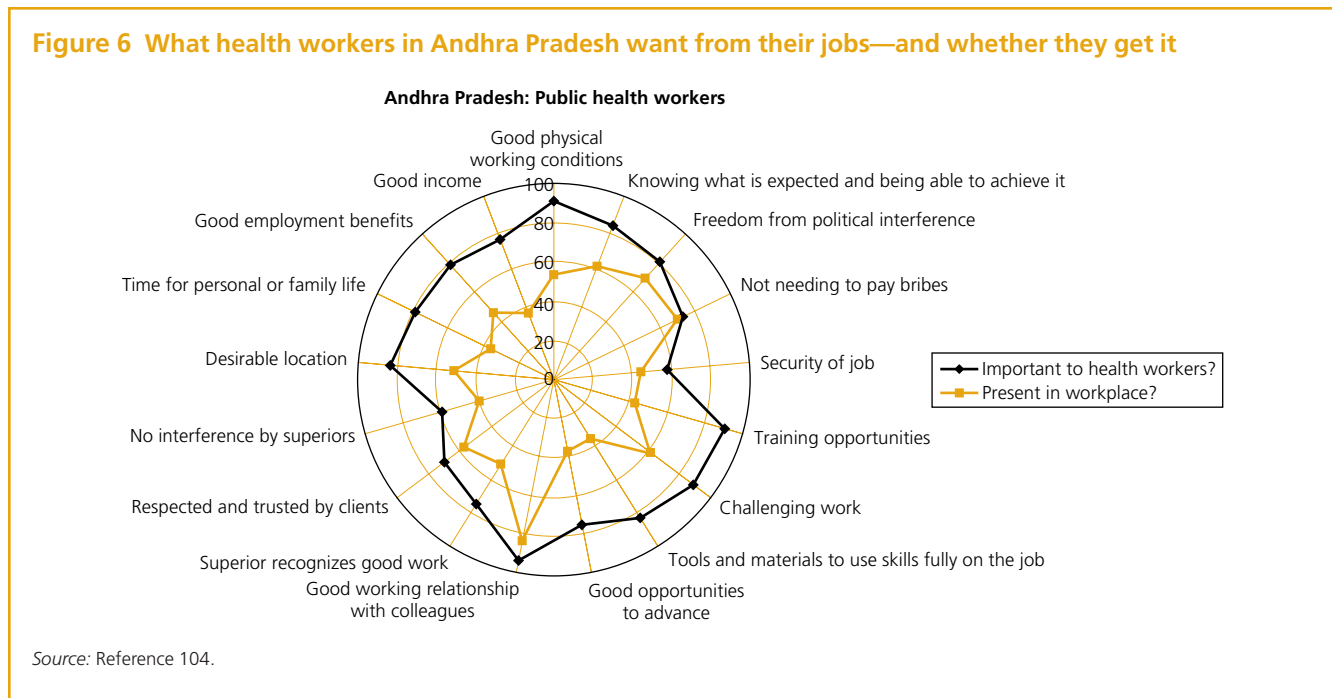 Figure 6 What health workers in Andhra Pradesh want from their jobs—and whether they get it
Andhra Pradesh: Public health workers
Good physical
working conditions
Knowing what is expected and being able to achieve it
Freedom from political interference
Not needing to pay bribes
Security of job
Training opportunities
Challenging work
Tools and materials to use skills fully on the job
Good opportunities
to advance
Good working relationship
with colleagues
Superior recognizes good work
Respected and trusted by clients
No interference by superiors
Desirable location
Time for personal or family life
Good employment benefits
Good income
100
80
60
40
20
0
Important to health workers?
Present in workplace?
Source: Reference 104.